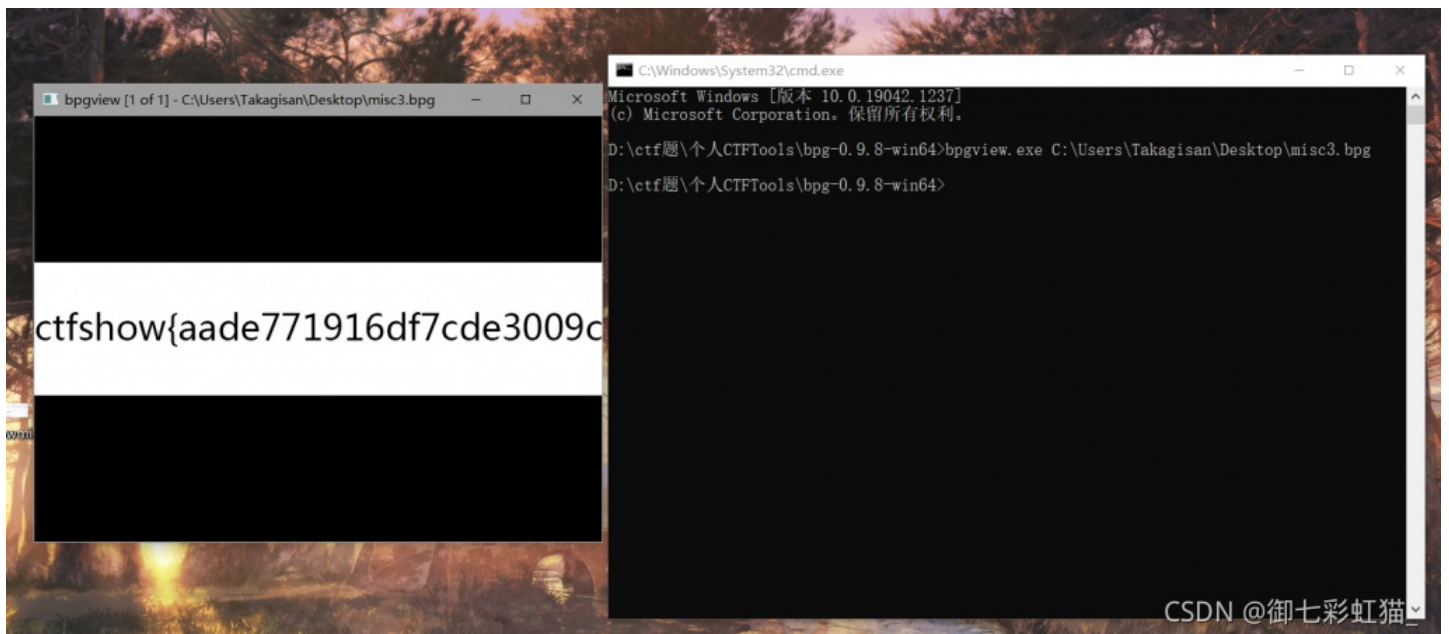 bpgview [1 of 1] - C:\Users\Takagisan\Desktop\misc3.bpg
ctfshow{aade771916df7cde3009c
C:\Windows\System32\cmd.exe
Microsoft Windows [版本 10.0.19042.1237]
(c) Microsoft Corporation。保留所有权利。
D:\ctf题\个人CTFTools\bpg-0.9.8-win64>bpgview.exe C:\Users\Takagisan\Desktop\misc3.bpg
D:\ctf题\个人CTFTools\bpg-0.9.8-win64>
CSDN @御七彩虹猫_